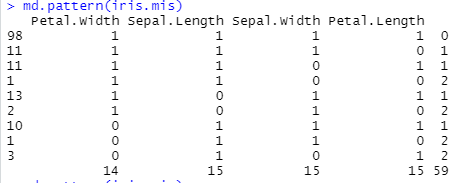 > md.pattern(iris.mis)
Petal.Width Sepal.Length Sepal.Width Petal.Length
98 1 1 1 1 0
11 1 1 1 0 1
11 1 1 0 1 1
1 1 1 0 0 2
13 1 0 1 1 1
2 1 0 1 0 2
10 0 1 1 1 1
1 0 1 1 0 2
3 0 1 0 1 2
14 15 15 15 59